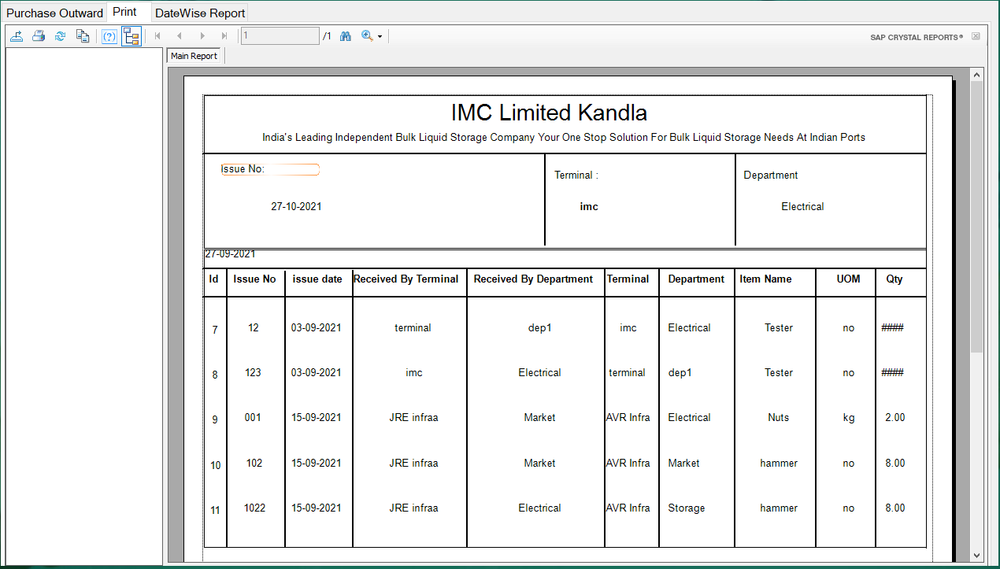 Purchase Outward Print DateWise Report
1 /1 SAP CRYSTAL REPORTS®
Main Report
IMC Limited Kandla
India's Leading Independent Bulk Liquid Storage Company Your One Stop Solution For Bulk Liquid Storage Needs At Indian Ports
Issue No:
Terminal :
Department
27-10-2021
imc
Electrical
27-09-2021
Id Issue No issue date Received By Terminal Received By Department Terminal Department Item Name UOM Qty
7 12 03-09-2021 terminal dep1 imc Electrical Tester no ####
8 123 03-09-2021 imc Electrical terminal dep1 Tester no ####
9 001 15-09-2021 JRE infraa Market AVR Infra Electrical Nuts kg 2.00
10 102 15-09-2021 JRE infraa Market AVR Infra Market hammer no 8.00
11 1022 15-09-2021 JRE infraa Electrical AVR Infra Storage hammer no 8.00